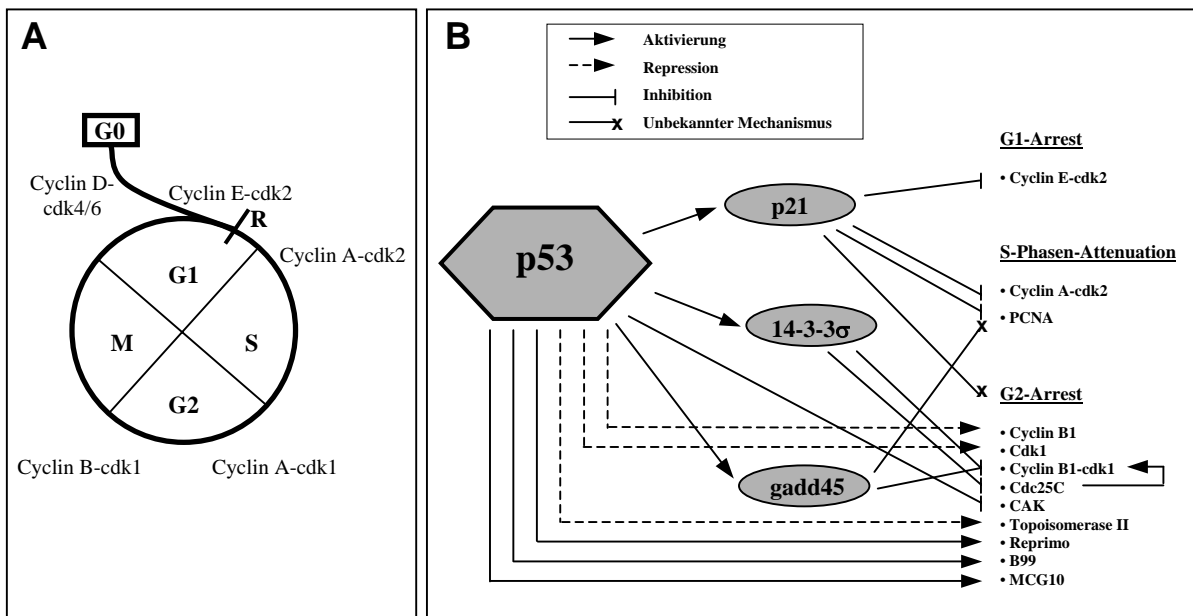 A
G0
Cyclin D-
cdk4/6
Cyclin E-cdk2
R
Cyclin A-cdk2
G1
M
S
G2
Cyclin B-cdk1
Cyclin A-cdk1
B
Aktivierung
Repression
Inhibition
x Unbekannter Mechanismus
p53
p21
14-3-3σ
gadd45
G1-Arrest
• Cyclin E-cdk2
S-Phasen-Attenuation
• Cyclin A-cdk2
• PCNA
x
x
G2-Arrest
• Cyclin B1
• Cdk1
• Cyclin B1-cdk1
• Cdc25C
• CAK
• Topoisomerase II
• Reprimo
• B99
• MCG10